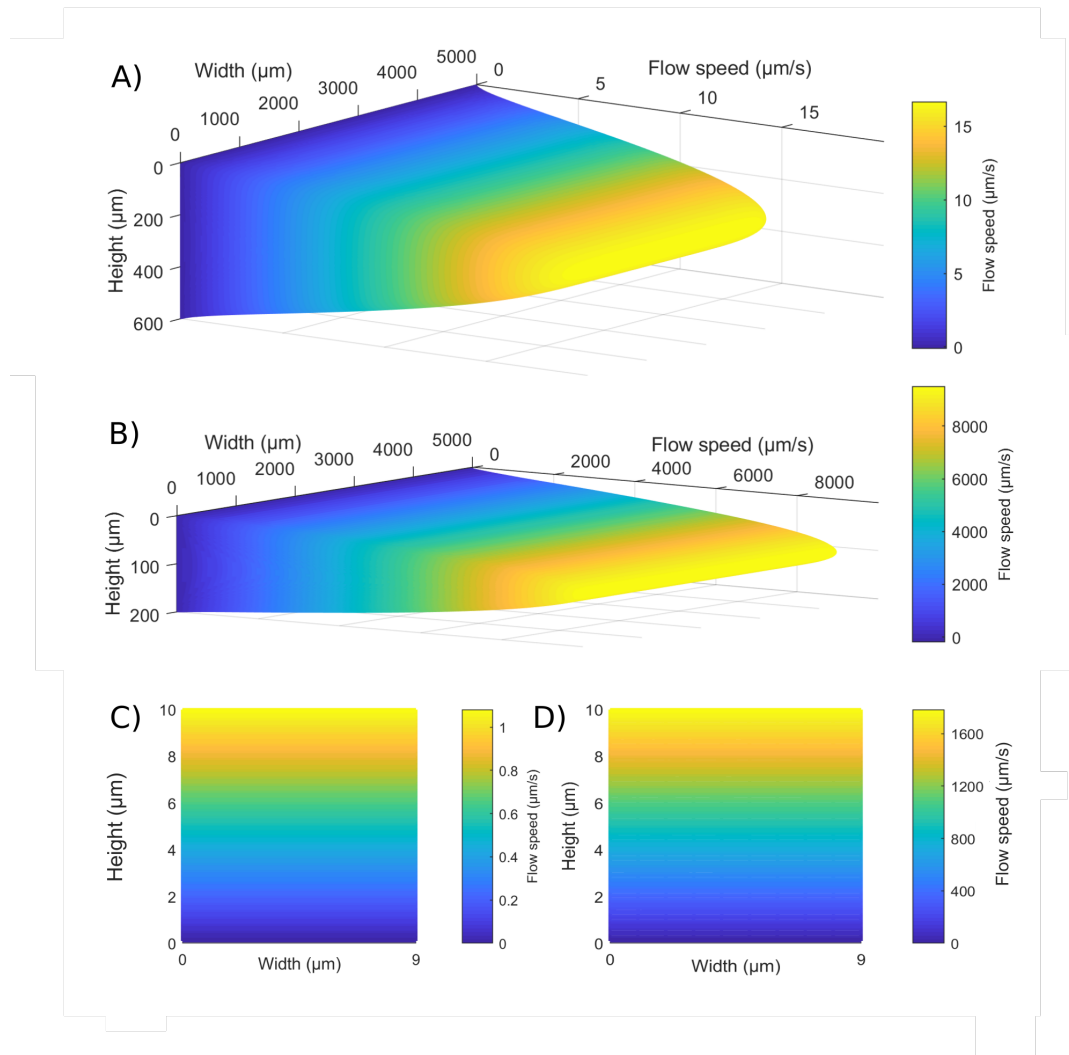 A)
Width (µm)
0 1000 2000 3000 4000 5000
Flow speed (µm/s)
0 5 10 15
Height (µm)
0
200
400
600
15
10
5
0
Flow speed (µm/s)
B)
Width (µm)
0 1000 2000 3000 4000 5000
Flow speed (µm/s)
0 2000 4000 6000 8000
Height (µm)
0
100
200
8000
6000
4000
2000
0
Flow speed (µm/s)
C)
Height (µm)
10
8
6
4
2
0
0 9
Width (µm)
1
0.8
0.6
0.4
0.2
0
Flow speed (µm/s)
D)
Height (µm)
10
8
6
4
2
0
0 9
Width (µm)
1600
1200
800
400
0
Flow speed (µm/s)